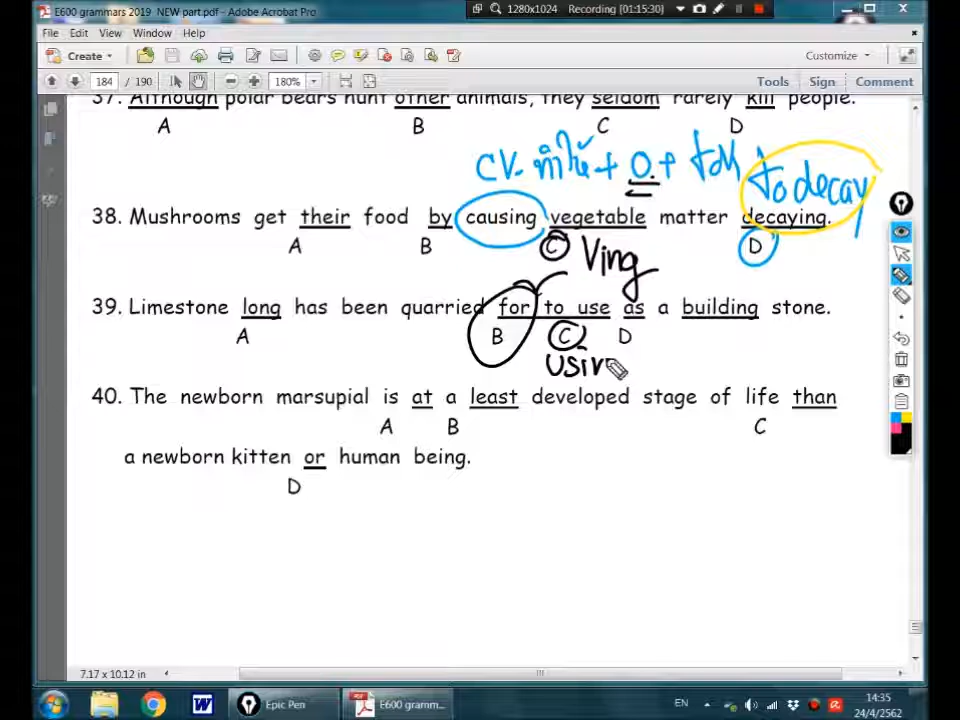 E600 grammars 2019 NEW part.pdf - Adobe Acrobat Pro
1280x1024 Recording [01:15:30]
File Edit View Window Help
Create Customize
184 / 190 180% Tools Sign Comment
37. Although polar bears hunt other animals, they seldom rarely kill people.
A B C D
CV. ทำให้ + O. + to decay
38. Mushrooms get their food by causing vegetable matter decaying.
A B C Ving D
39. Limestone long has been quarried for to use as a building stone.
A B C D
40. The newborn marsupial is at a least developed stage of life than
A B C
a newborn kitten or human being.
D
7.17 x 10.12 in
Epic Pen E600 gramm... EN 14:35
24/4/2562